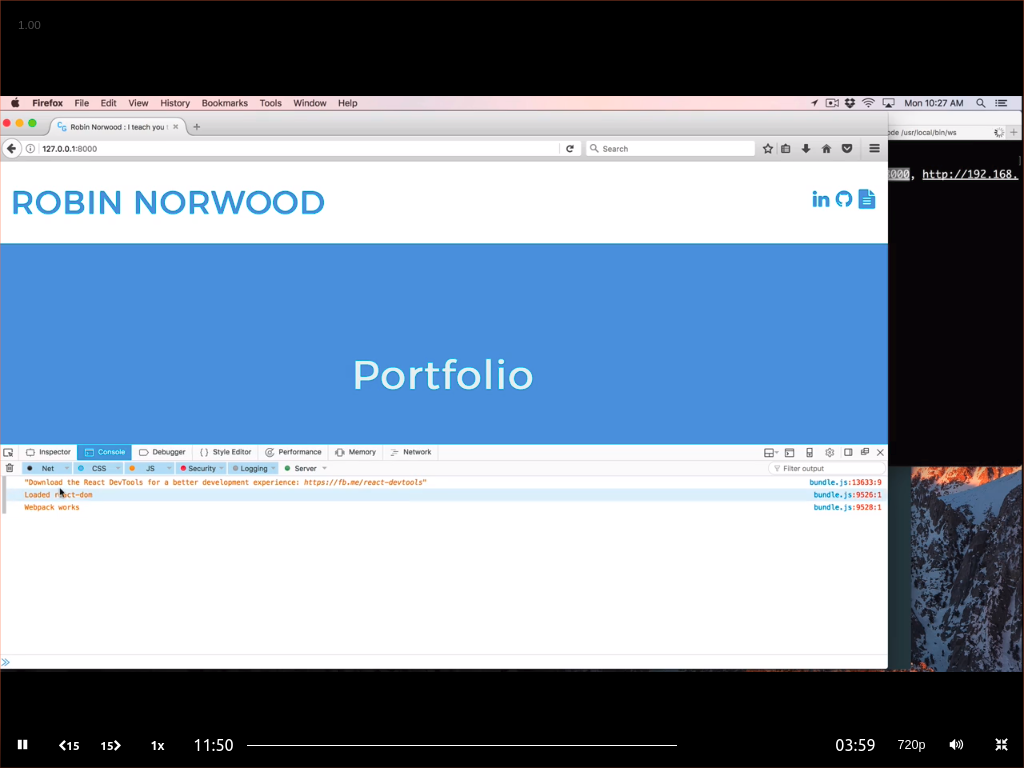 1.00
Firefox File Edit View History Bookmarks Tools Window Help Mon 10:27 AM
Robin Norwood : I teach you
ode /usr/local/bin/ws
127.0.0.1:8000
Search
000, http://192.168.
ROBIN NORWOOD
in
Portfolio
Inspector Console Debugger { } Style Editor Performance Memory Network
Net CSS JS Security Logging Server Filter output
"Download the React DevTools for a better development experience: https://fb.me/react-devtools" bundle.js:13633:9
Loaded react-dom bundle.js:9526:1
Webpack works bundle.js:9528:1
15 15 1x 11:50 03:59 720p